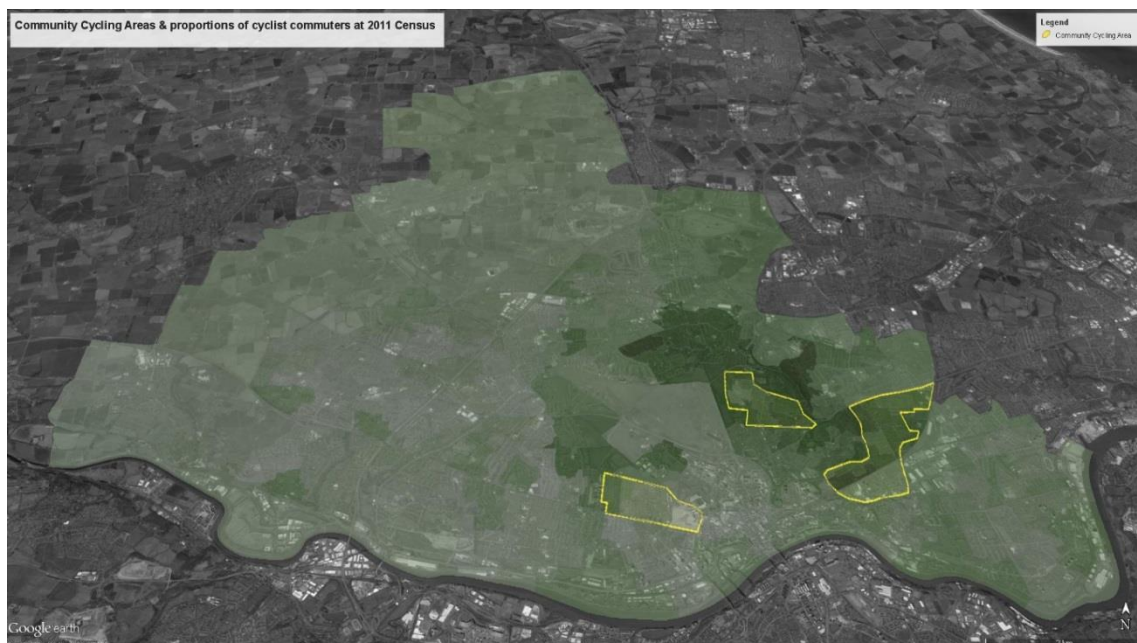 Community Cycling Areas & proportions of cyclist commuters at 2011 Census
Legend
Community Cycling Area
Google earth
N